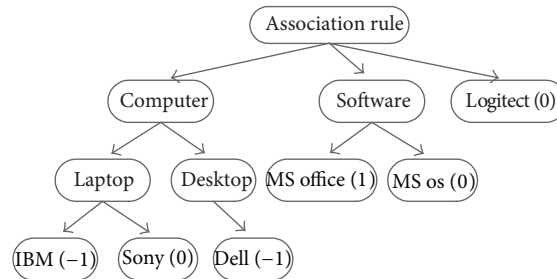 Association rule
Computer
Software
Logitect (0)
Laptop
Desktop
MS office (1)
MS os (0)
IBM (−1)
Sony (0)
Dell (−1)